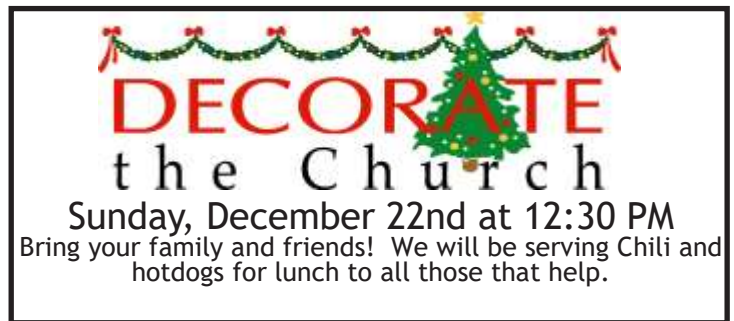 DECORATE
the Church
Sunday, December 22nd at 12:30 PM
Bring your family and friends! We will be serving Chili and
hotdogs for lunch to all those that help.